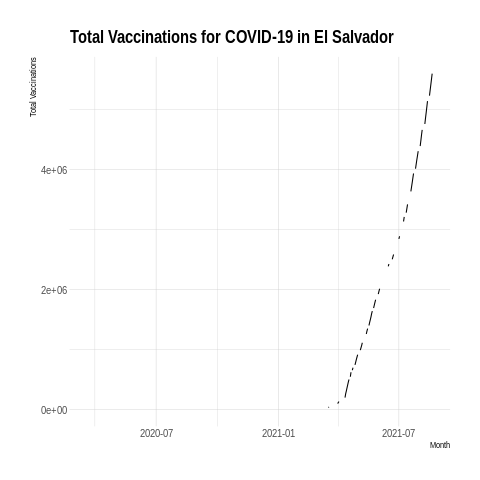 Total Vaccinations for COVID-19 in El Salvador
Total Vaccinations
4e+06
2e+06
0e+00
2020-07
2021-01
2021-07
Month